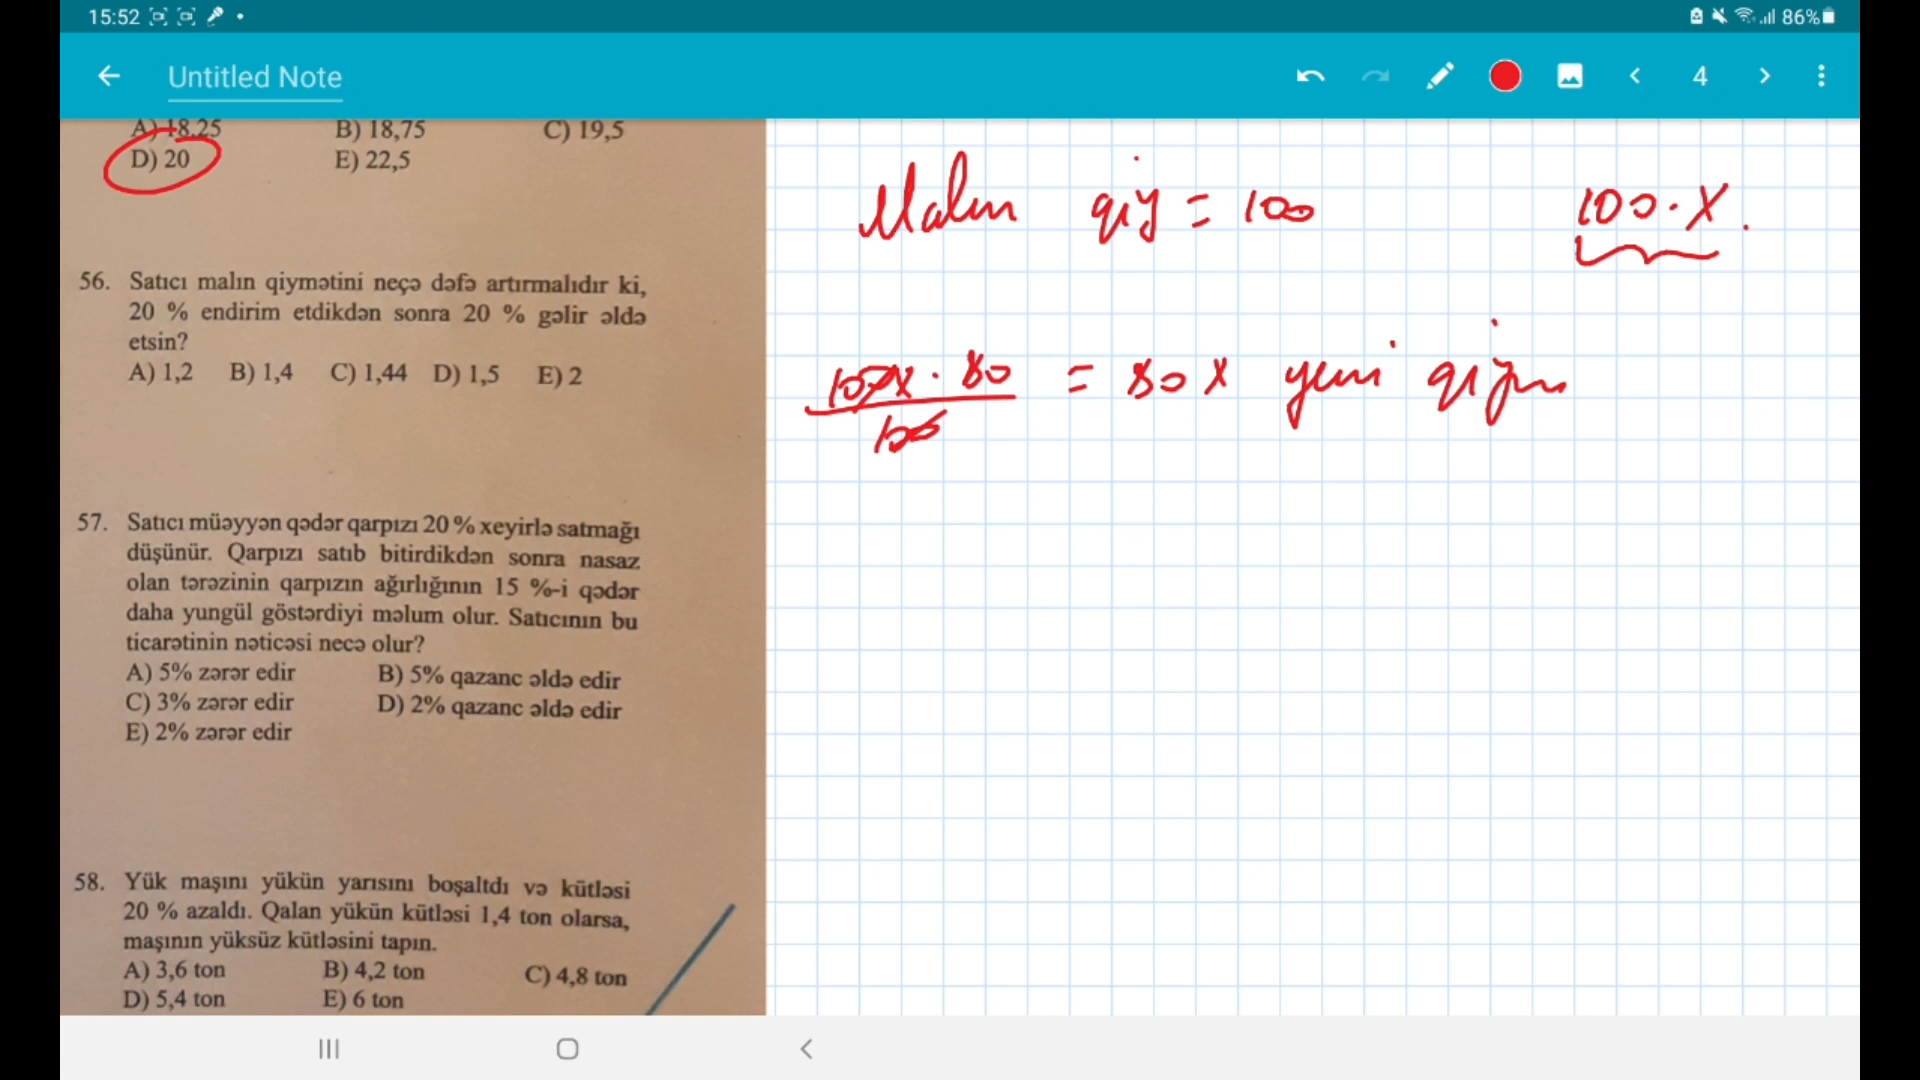 15:52
86%
Untitled Note
4
A) 18,25 B) 18,75 C) 19,5
D) 20 E) 22,5
56. Satıcı malın qiymətini neçə dəfə artırmalıdır ki,
20 % endirim etdikdən sonra 20 % gəlir əldə
etsin?
A) 1,2 B) 1,4 C) 1,44 D) 1,5 E) 2
57. Satıcı müəyyən qədər qarpızı 20 % xeyirlə satmağı
düşünür. Qarpızı satıb bitirdikdən sonra nasaz
olan tərəzinin qarpızın ağırlığının 15 %-i qədər
daha yungül göstərdiyi məlum olur. Satıcının bu
ticarətinin nəticəsi necə olur?
A) 5% zərər edir B) 5% qazanc əldə edir
C) 3% zərər edir D) 2% qazanc əldə edir
E) 2% zərər edir
58. Yük maşını yükün yarısını boşaltdı və kütləsi
20 % azaldı. Qalan yükün kütləsi 1,4 ton olarsa,
maşının yüksüz kütləsini tapın.
A) 3,6 ton B) 4,2 ton C) 4,8 ton
D) 5,4 ton E) 6 ton
Malın qiy = 100 100·X.
100x·80 = 80x yeni qiym
100